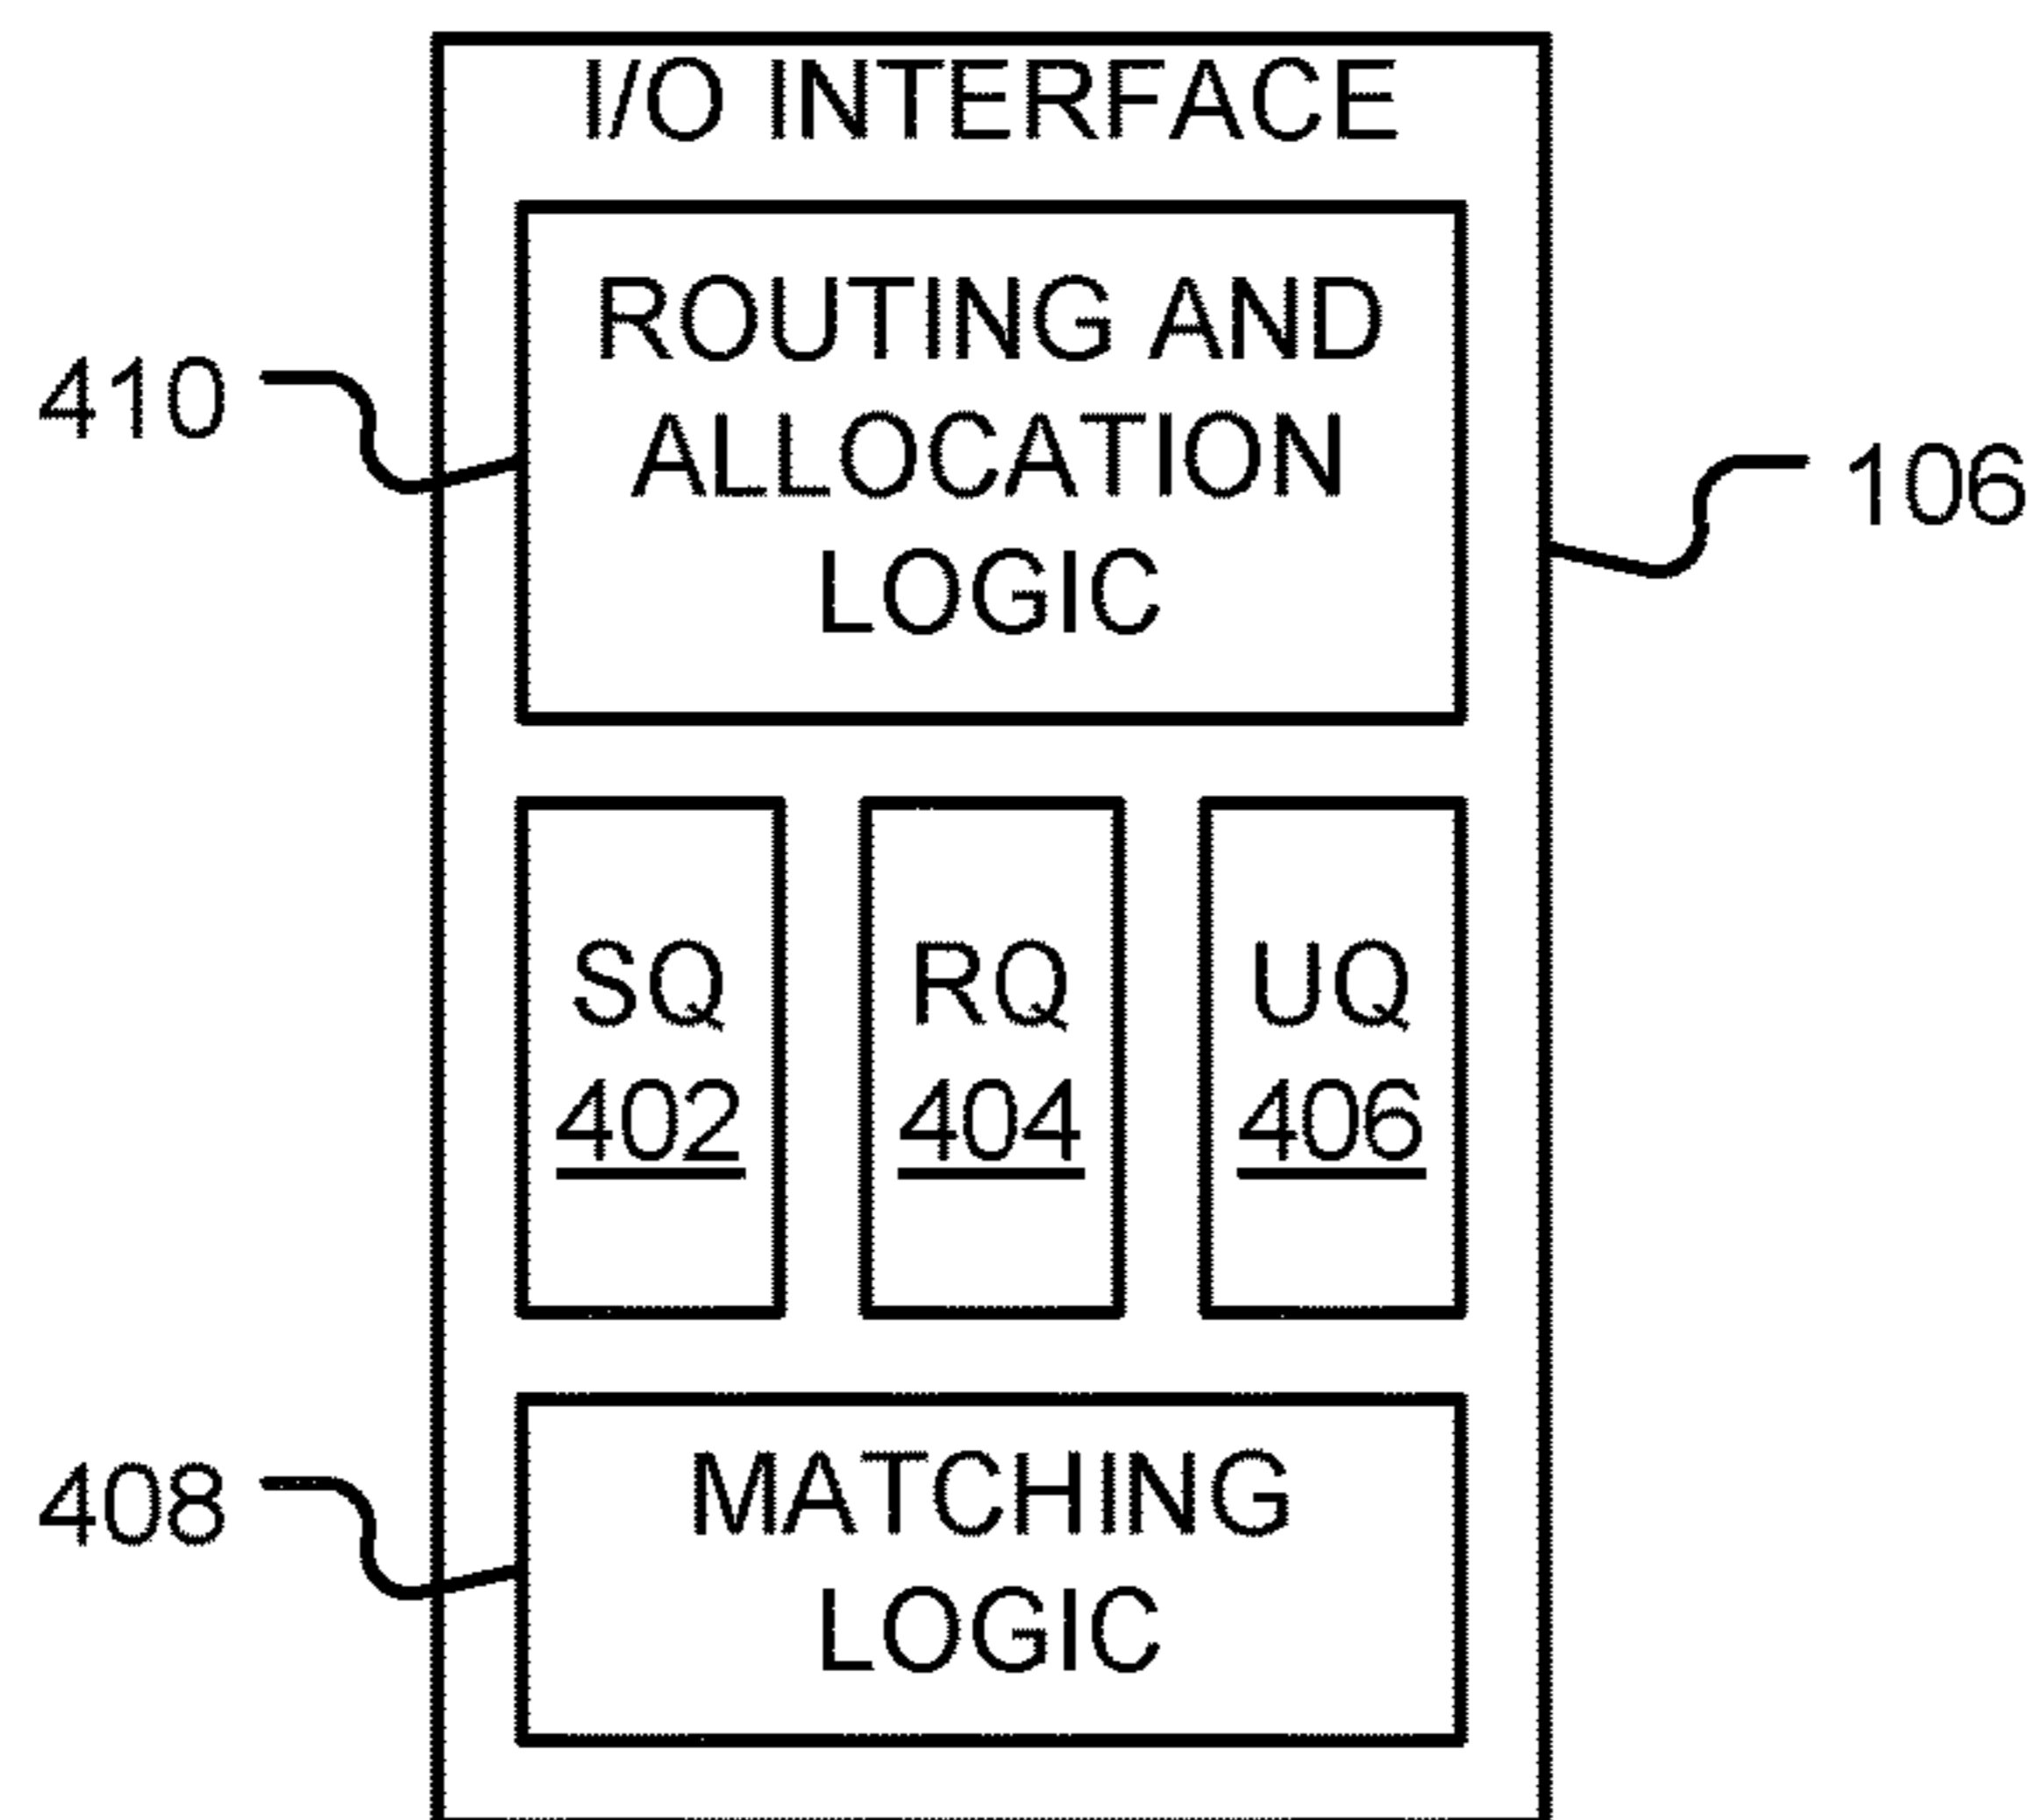 I/O INTERFACE
ROUTING AND
ALLOCATION
LOGIC
410
106
SQ
402
RQ
404
UQ
406
MATCHING
LOGIC
408